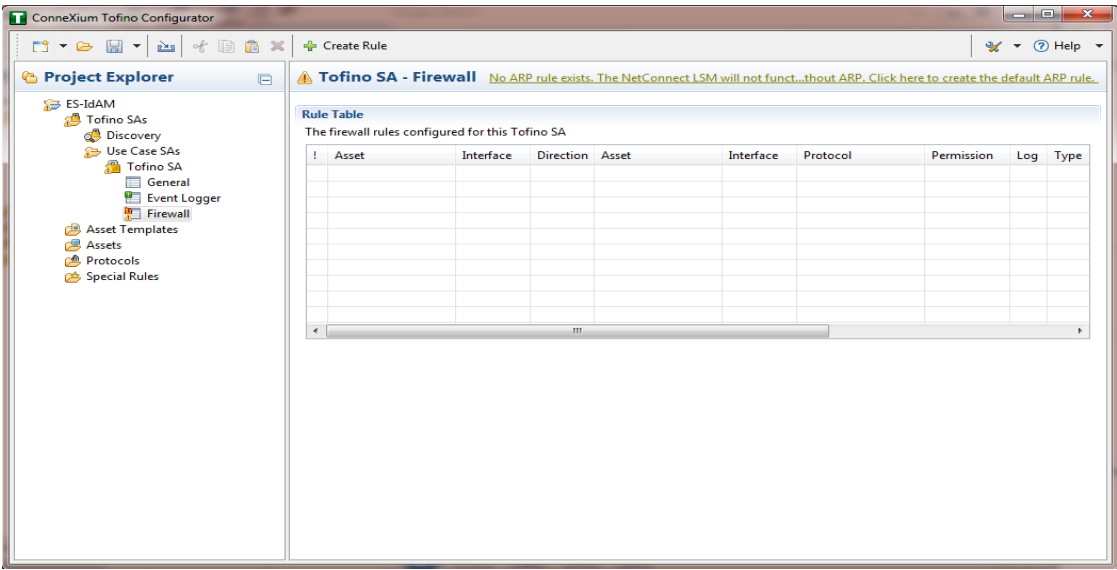 ConneXium Tofino Configurator
Create Rule
Help
Project Explorer
ES-IdAM
Tofino SAs
Discovery
Use Case SAs
Tofino SA
General
Event Logger
Firewall
Asset Templates
Assets
Protocols
Special Rules
Tofino SA - Firewall No ARP rule exists. The NetConnect LSM will not funct...thout ARP. Click here to create the default ARP rule.
Rule Table
The firewall rules configured for this Tofino SA
! Asset Interface Direction Asset Interface Protocol Permission Log Type